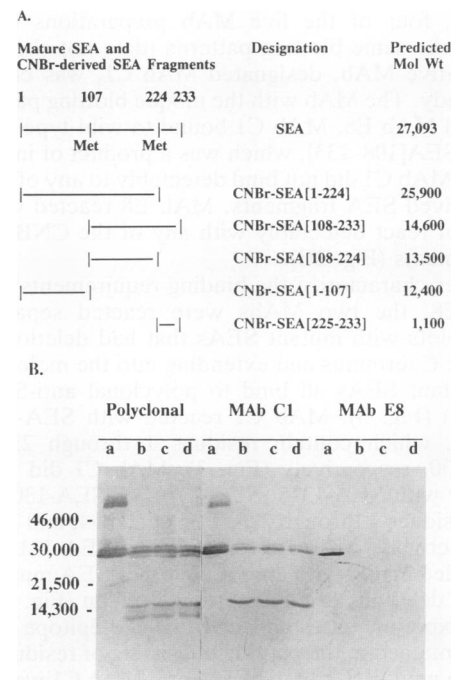 A.
Mature SEA and Designation Predicted
CNBr-derived SEA Fragments Mol Wt
1 107 224 233
SEA 27,093
Met Met
CNBr-SEA[1-224] 25,900
CNBr-SEA[108-233] 14,600
CNBr-SEA[108-224] 13,500
CNBr-SEA[1-107] 12,400
CNBr-SEA[225-233] 1,100
B.
Polyclonal MAb C1 MAb E8
a b c d a b c d a b c d
46,000 -
30,000 -
21,500 -
14,300 -